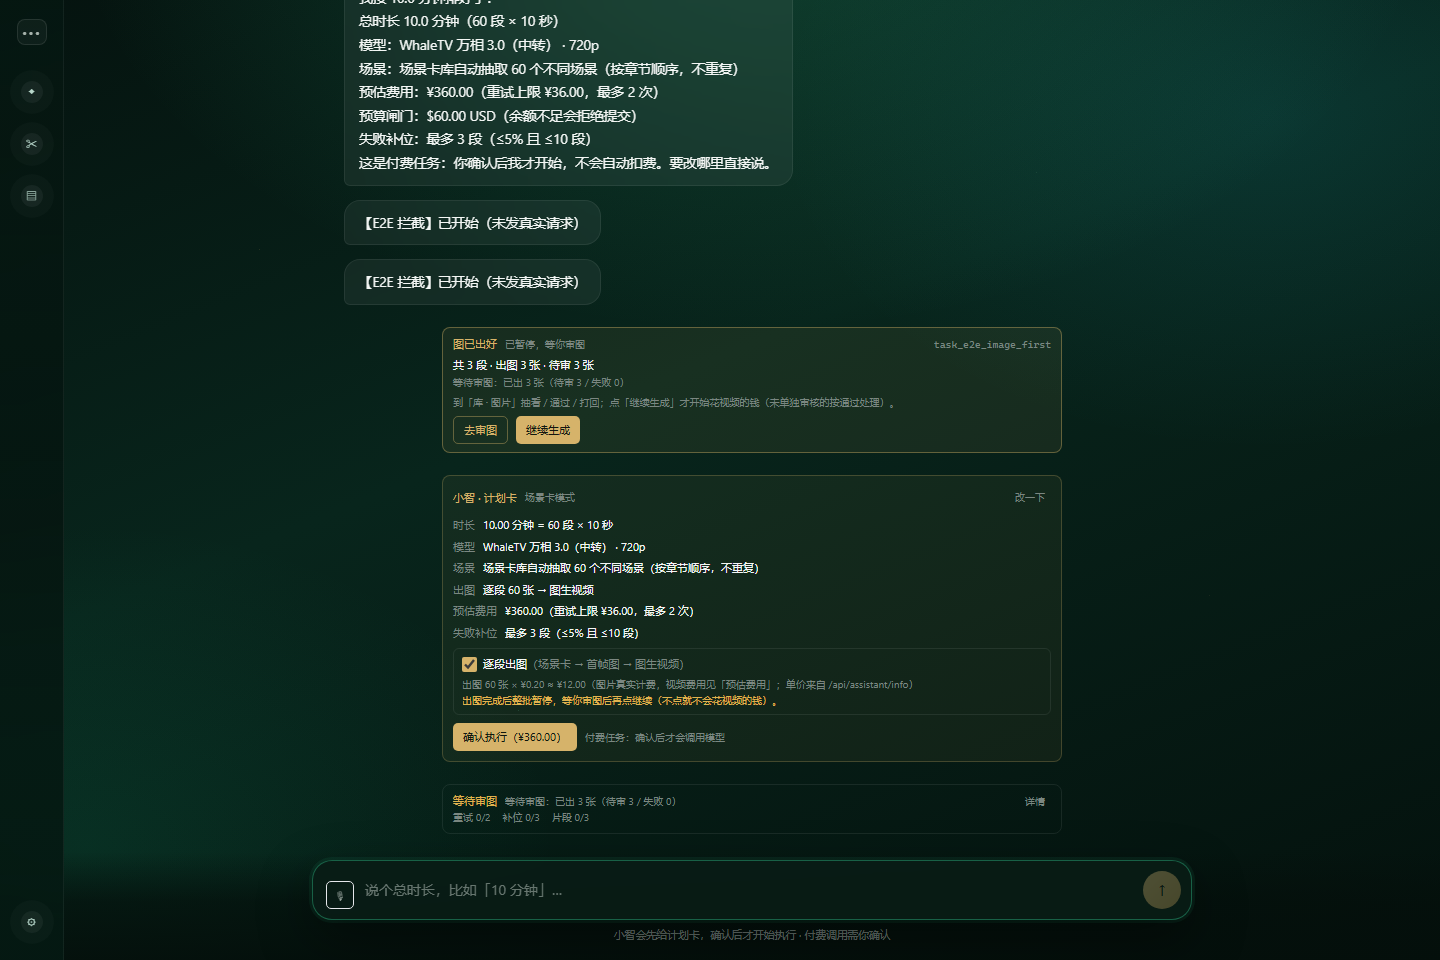 总时长 10.0 分钟（60 段 × 10 秒）
模型：WhaleTV 万相 3.0（中转） · 720p
场景：场景卡库自动抽取 60 个不同场景（按章节顺序，不重复）
预估费用：¥360.00（重试上限 ¥36.00，最多 2 次）
预算闸门：$60.00 USD（余额不足会拒绝提交）
失败补位：最多 3 段（≤5% 且 ≤10 段）
这是付费任务：你确认后我才开始，不会自动扣费。要改哪里直接说。
【E2E 拦截】已开始（未发真实请求）
【E2E 拦截】已开始（未发真实请求）
图已出好 已暂停，等你审图 task_e2e_image_first
共 3 段 · 出图 3 张 · 待审 3 张
等待审图：已出 3 张（待审 3 / 失败 0）
到「库 · 图片」抽看 / 通过 / 打回；点「继续生成」才开始花视频的钱（未单独审核的按通过处理）。
去审图 继续生成
小智 · 计划卡 场景卡模式 改一下
时长 10.00 分钟 = 60 段 × 10 秒
模型 WhaleTV 万相 3.0（中转） · 720p
场景 场景卡库自动抽取 60 个不同场景（按章节顺序，不重复）
出图 逐段 60 张 → 图生视频
预估费用 ¥360.00（重试上限 ¥36.00，最多 2 次）
失败补位 最多 3 段（≤5% 且 ≤10 段）
逐段出图（场景卡 → 首帧图 → 图生视频）
出图 60 张 × ¥0.20 ≈ ¥12.00（图片真实计费，视频费用见「预估费用」；单价来自 /api/assistant/info）
出图完成后整批暂停，等你审图后再点继续（不点就不会花视频的钱）。
确认执行（¥360.00） 付费任务：确认后才会调用模型
等待审图 等待审图：已出 3 张（待审 3 / 失败 0） 详情
重试 0/2 补位 0/3 片段 0/3
说个总时长，比如「10 分钟」...
小智会先给计划卡，确认后才开始执行 · 付费调用需你确认